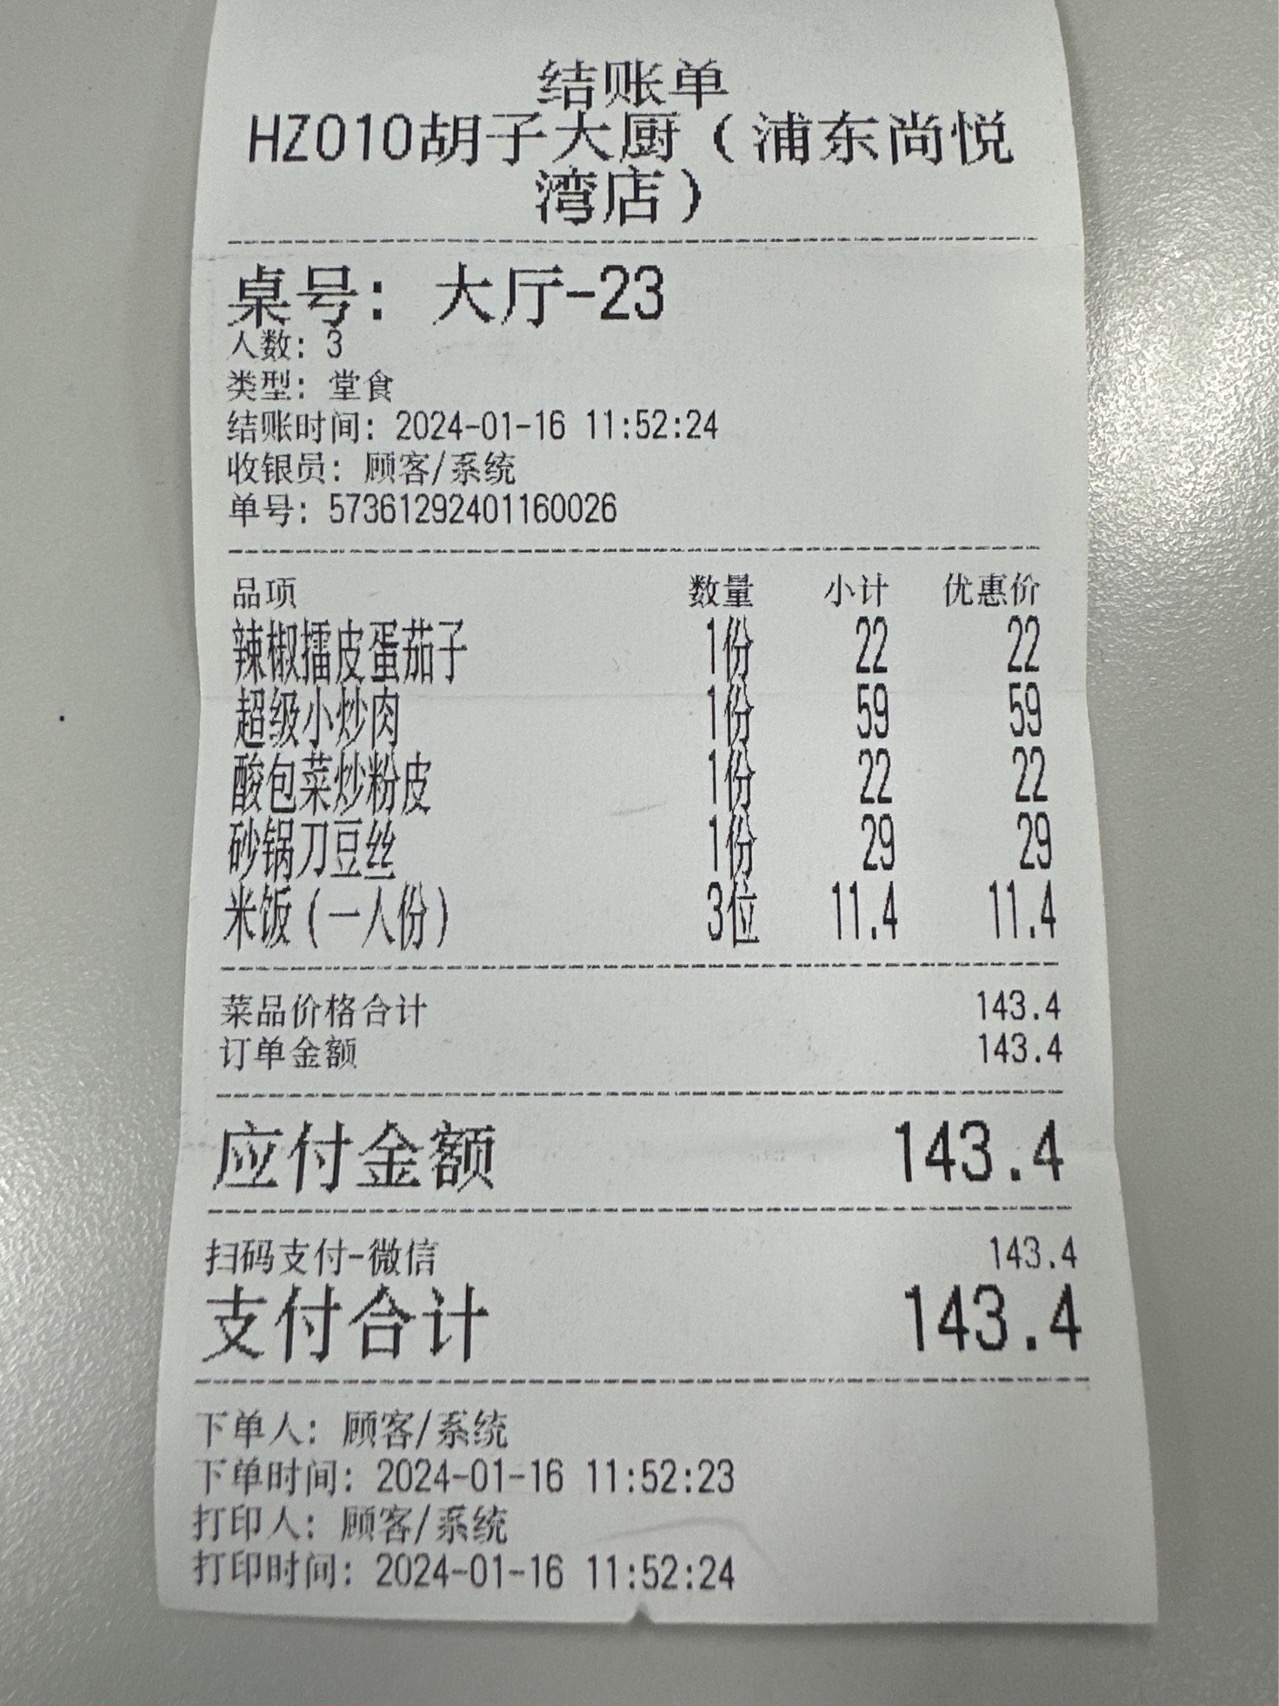 结账单
HZ010胡子大厨（浦东尚悦
湾店）
桌号：大厅-23
人数：3
类型：堂食
结账时间：2024-01-16 11:52:24
收银员：顾客/系统
单号：57361292401160026
品项 数量 小计 优惠价
辣椒擂皮蛋茄子 1份 22 22
超级小炒肉 1份 59 59
酸包菜炒粉皮 1份 22 22
砂锅刀豆丝 1份 29 29
米饭（一人份） 3位 11.4 11.4
菜品价格合计 143.4
订单金额 143.4
应付金额 143.4
扫码支付-微信 143.4
支付合计 143.4
下单人：顾客/系统
下单时间：2024-01-16 11:52:23
打印人：顾客/系统
打印时间：2024-01-16 11:52:24